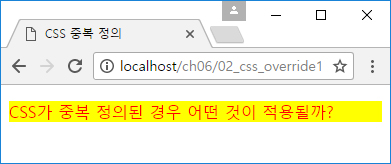 CSS 중복 정의
localhost/ch06/02_css_override1
CSS가 중복 정의된 경우 어떤 것이 적용될까?